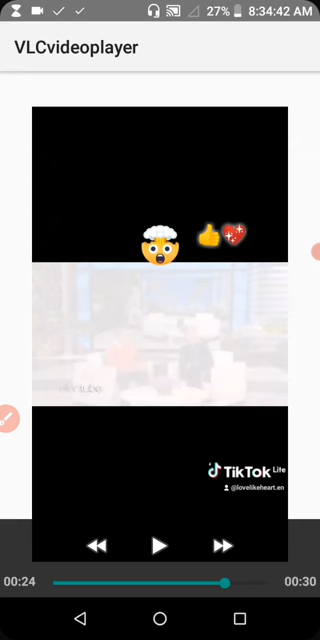 27% 8:34:42 AM
VLCvideoplayer
TikTok Lite
@lovelikeheart.en
00:24 00:30